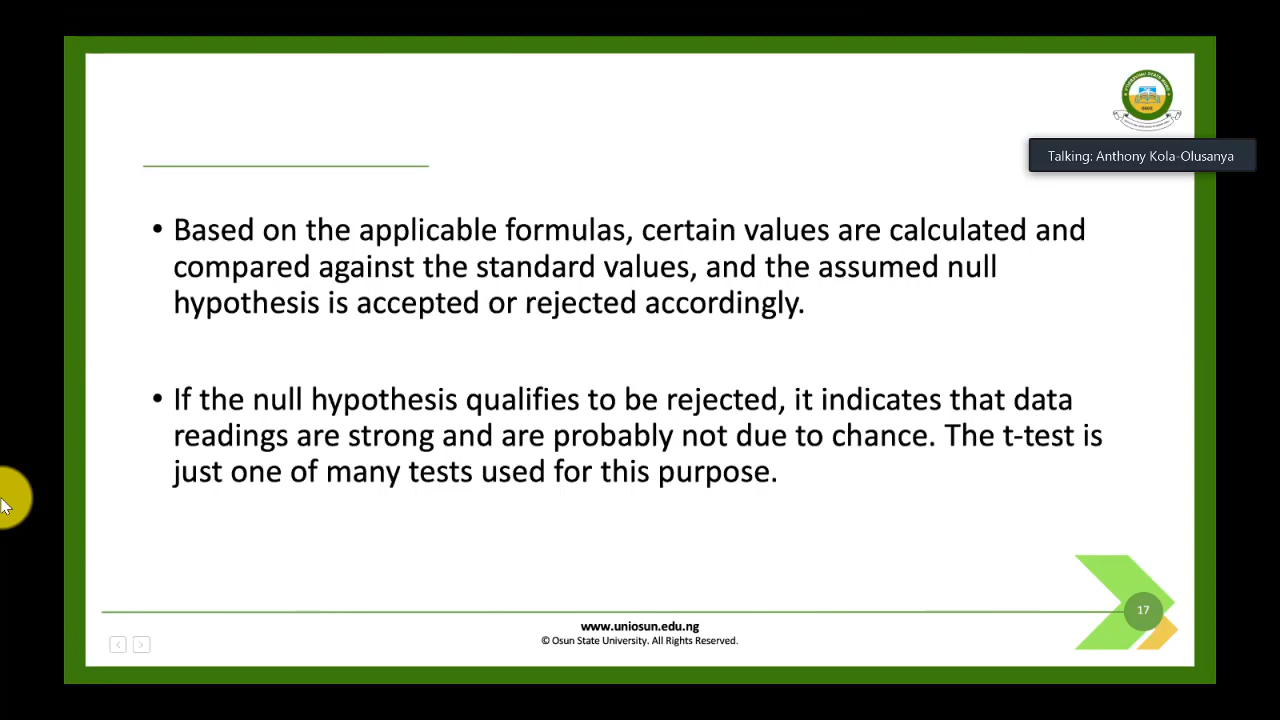 Talking: Anthony Kola-Olusanya
• Based on the applicable formulas, certain values are calculated and
compared against the standard values, and the assumed null
hypothesis is accepted or rejected accordingly.
• If the null hypothesis qualifies to be rejected, it indicates that data
readings are strong and are probably not due to chance. The t-test is
just one of many tests used for this purpose.
17
www.uniosun.edu.ng
© Osun State University. All Rights Reserved.